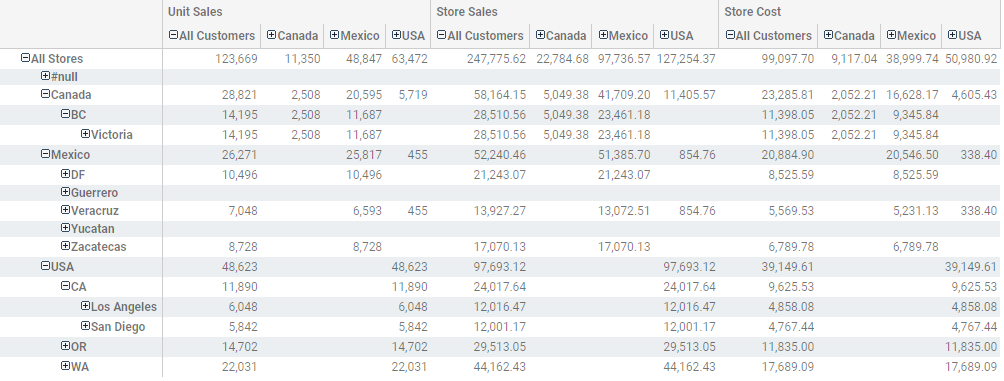 Unit Sales Store Sales Store Cost
All Customers Canada Mexico USA All Customers Canada Mexico USA All Customers Canada Mexico USA
All Stores 123,669 11,350 48,847 63,472 247,775.62 22,784.68 97,736.57 127,254.37 99,097.70 9,117.04 38,999.74 50,980.92
#null
Canada 28,821 2,508 20,595 5,719 58,164.15 5,049.38 41,709.20 11,405.57 23,285.81 2,052.21 16,628.17 4,605.43
BC 14,195 2,508 11,687 28,510.56 5,049.38 23,461.18 11,398.05 2,052.21 9,345.84
Victoria 14,195 2,508 11,687 28,510.56 5,049.38 23,461.18 11,398.05 2,052.21 9,345.84
Mexico 26,271 25,817 455 52,240.46 51,385.70 854.76 20,884.90 20,546.50 338.40
DF 10,496 10,496 21,243.07 21,243.07 8,525.59 8,525.59
Guerrero
Veracruz 7,048 6,593 455 13,927.27 13,072.51 854.76 5,569.53 5,231.13 338.40
Yucatan
Zacatecas 8,728 8,728 17,070.13 17,070.13 6,789.78 6,789.78
USA 48,623 48,623 97,693.12 97,693.12 39,149.61 39,149.61
CA 11,890 11,890 24,017.64 24,017.64 9,625.53 9,625.53
Los Angeles 6,048 6,048 12,016.47 12,016.47 4,858.08 4,858.08
San Diego 5,842 5,842 12,001.17 12,001.17 4,767.44 4,767.44
OR 14,702 14,702 29,513.05 29,513.05 11,835.00 11,835.00
WA 22,031 22,031 44,162.43 44,162.43 17,689.09 17,689.09